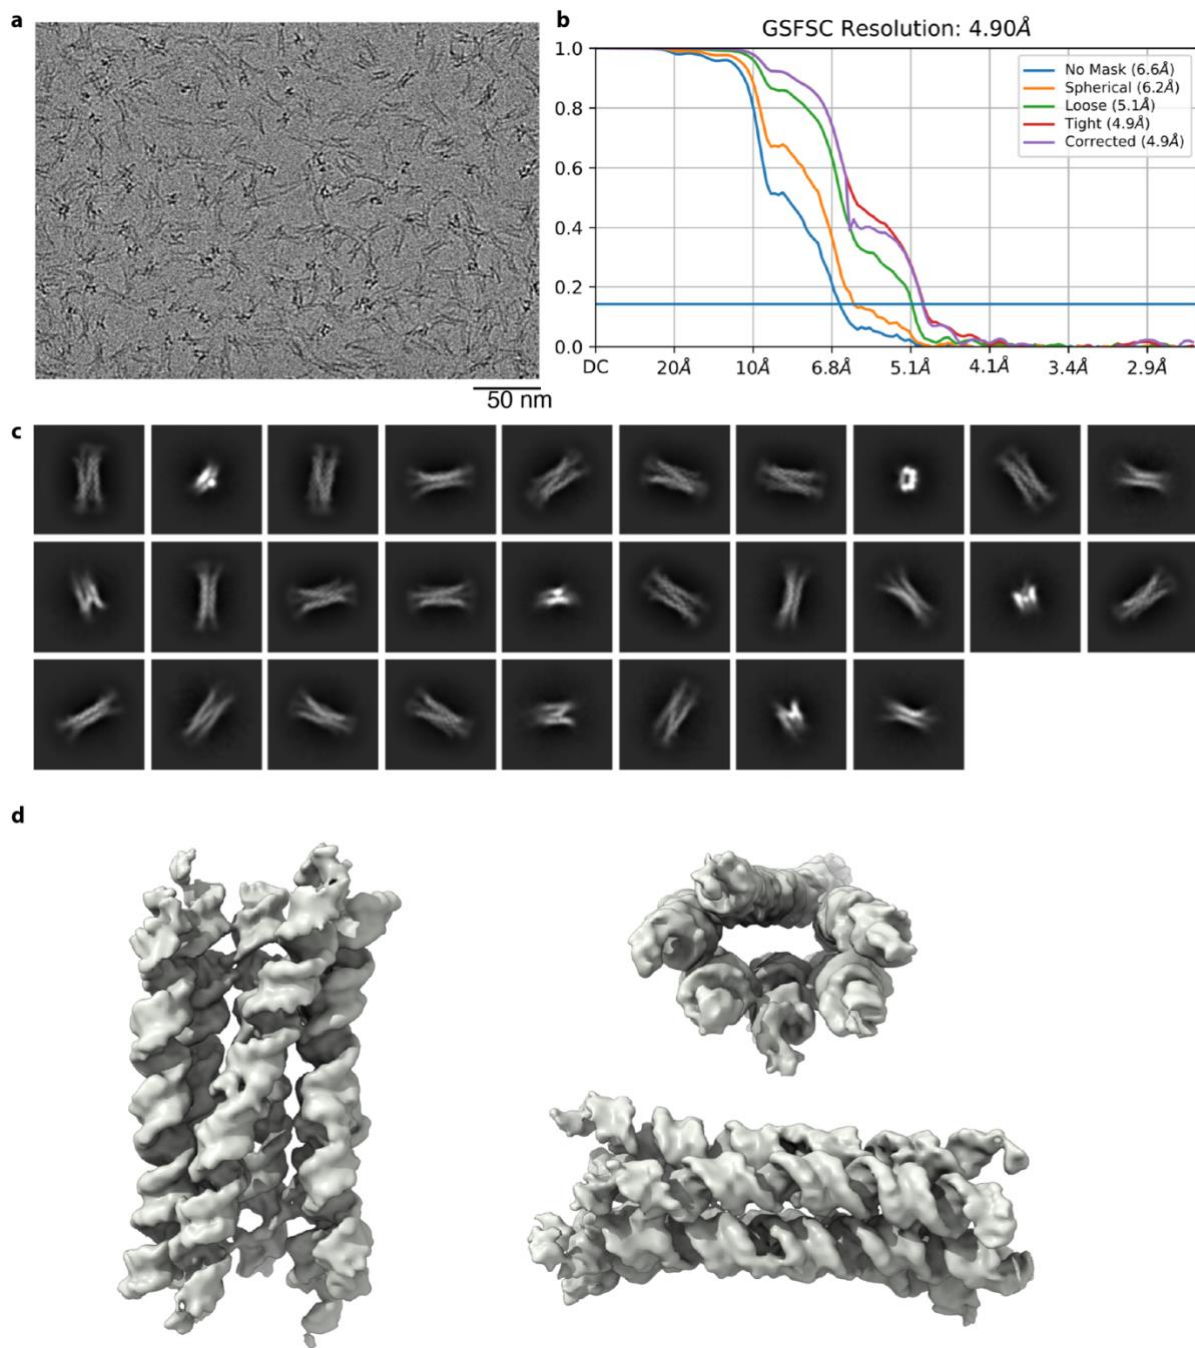 a
50 nm
b
GSFSC Resolution: 4.90Å
1.0
0.8
0.6
0.4
0.2
0.0
DC
20Å
10Å
6.8Å
5.1Å
4.1Å
3.4Å
2.9Å
No Mask (6.6Å)
Spherical (6.2Å)
Loose (5.1Å)
Tight (4.9Å)
Corrected (4.9Å)
c
d